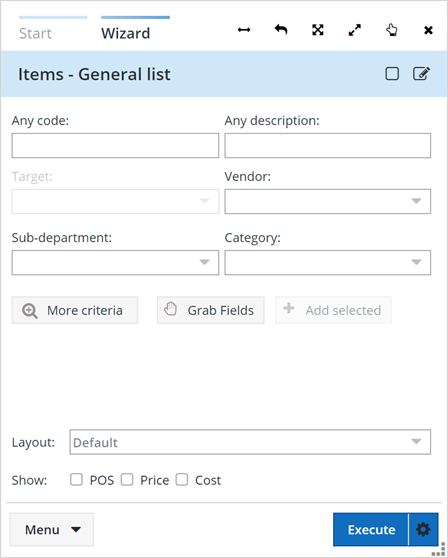 Start Wizard
Items - General list
Any code: Any description:
Target: Vendor:
Sub-department: Category:
More criteria Grab Fields Add selected
Layout: Default
Show: POS Price Cost
Menu Execute